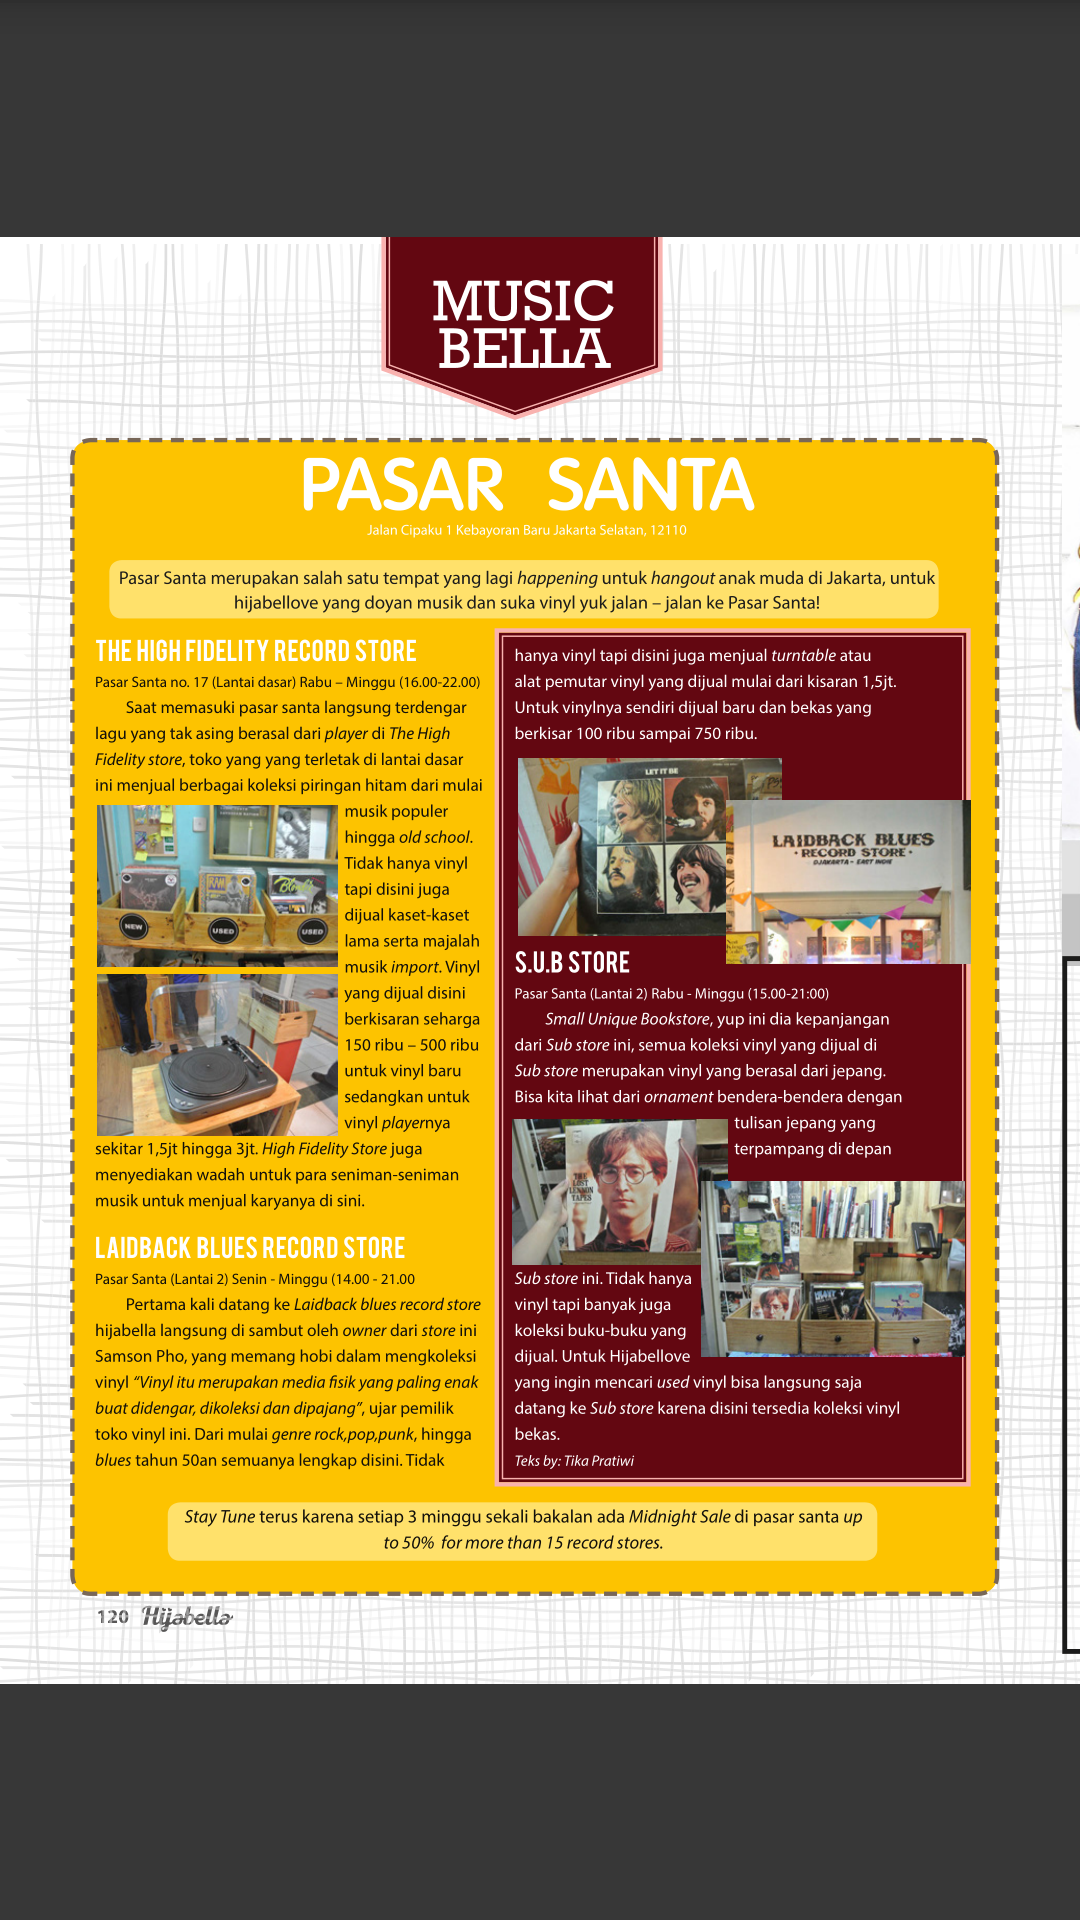 MUSIC
BELLA
PASAR SANTA
Jalan Cipaku 1 Kebayoran Baru Jakarta Selatan, 12110
Pasar Santa merupakan salah satu tempat yang lagi happening untuk hangout anak muda di Jakarta, untuk
hijabellove yang doyan musik dan suka vinyl yuk jalan – jalan ke Pasar Santa!
THE HIGH FIDELITY RECORD STORE
Pasar Santa no. 17 (Lantai dasar) Rabu – Minggu (16.00-22.00)
Saat memasuki pasar santa langsung terdengar
lagu yang tak asing berasal dari player di The High
Fidelity store, toko yang yang terletak di lantai dasar
ini menjual berbagai koleksi piringan hitam dari mulai
musik populer
hingga old school.
Tidak hanya vinyl
tapi disini juga
dijual kaset-kaset
lama serta majalah
musik import. Vinyl
yang dijual disini
berkisaran seharga
150 ribu – 500 ribu
untuk vinyl baru
sedangkan untuk
vinyl playernya
sekitar 1,5jt hingga 3jt. High Fidelity Store juga
menyediakan wadah untuk para seniman-seniman
musik untuk menjual karyanya di sini.
NEW
USED
USED
LAIDBACK BLUES RECORD STORE
Pasar Santa (Lantai 2) Senin - Minggu (14.00 - 21.00
Pertama kali datang ke Laidback blues record store
hijabella langsung di sambut oleh owner dari store ini
Samson Pho, yang memang hobi dalam mengkoleksi
vinyl “Vinyl itu merupakan media fisik yang paling enak
buat didengar, dikoleksi dan dipajang”, ujar pemilik
toko vinyl ini. Dari mulai genre rock,pop,punk, hingga
blues tahun 50an semuanya lengkap disini. Tidak
hanya vinyl tapi disini juga menjual turntable atau
alat pemutar vinyl yang dijual mulai dari kisaran 1,5jt.
Untuk vinylnya sendiri dijual baru dan bekas yang
berkisar 100 ribu sampai 750 ribu.
LET IT BE
LAIDBACK BLUES
• RECORD STORE •
DJAKARTA - EAST INDIE
S.U.B STORE
Pasar Santa (Lantai 2) Rabu - Minggu (15.00-21:00)
Small Unique Bookstore, yup ini dia kepanjangan
dari Sub store ini, semua koleksi vinyl yang dijual di
Sub store merupakan vinyl yang berasal dari jepang.
Bisa kita lihat dari ornament bendera-bendera dengan
tulisan jepang yang
terpampang di depan
THE
LOST
LENNON
TAPES
Sub store ini. Tidak hanya
vinyl tapi banyak juga
koleksi buku-buku yang
dijual. Untuk Hijabellove
yang ingin mencari used vinyl bisa langsung saja
datang ke Sub store karena disini tersedia koleksi vinyl
bekas.
Teks by: Tika Pratiwi
Stay Tune terus karena setiap 3 minggu sekali bakalan ada Midnight Sale di pasar santa up
to 50% for more than 15 record stores.
120 Hijabella